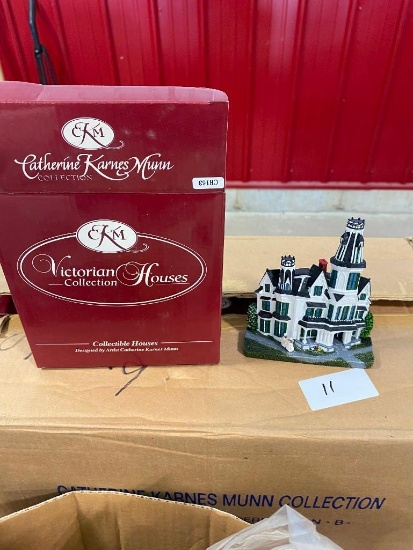 CKM
Catherine Karnes Munn
COLLECTION
CH163
CKM
Victorian Houses
Collection
Collectible Houses
Designed by Artist Catherine Karnes Munn
11
CATHERINE KARNES MUNN COLLECTION
N - B -